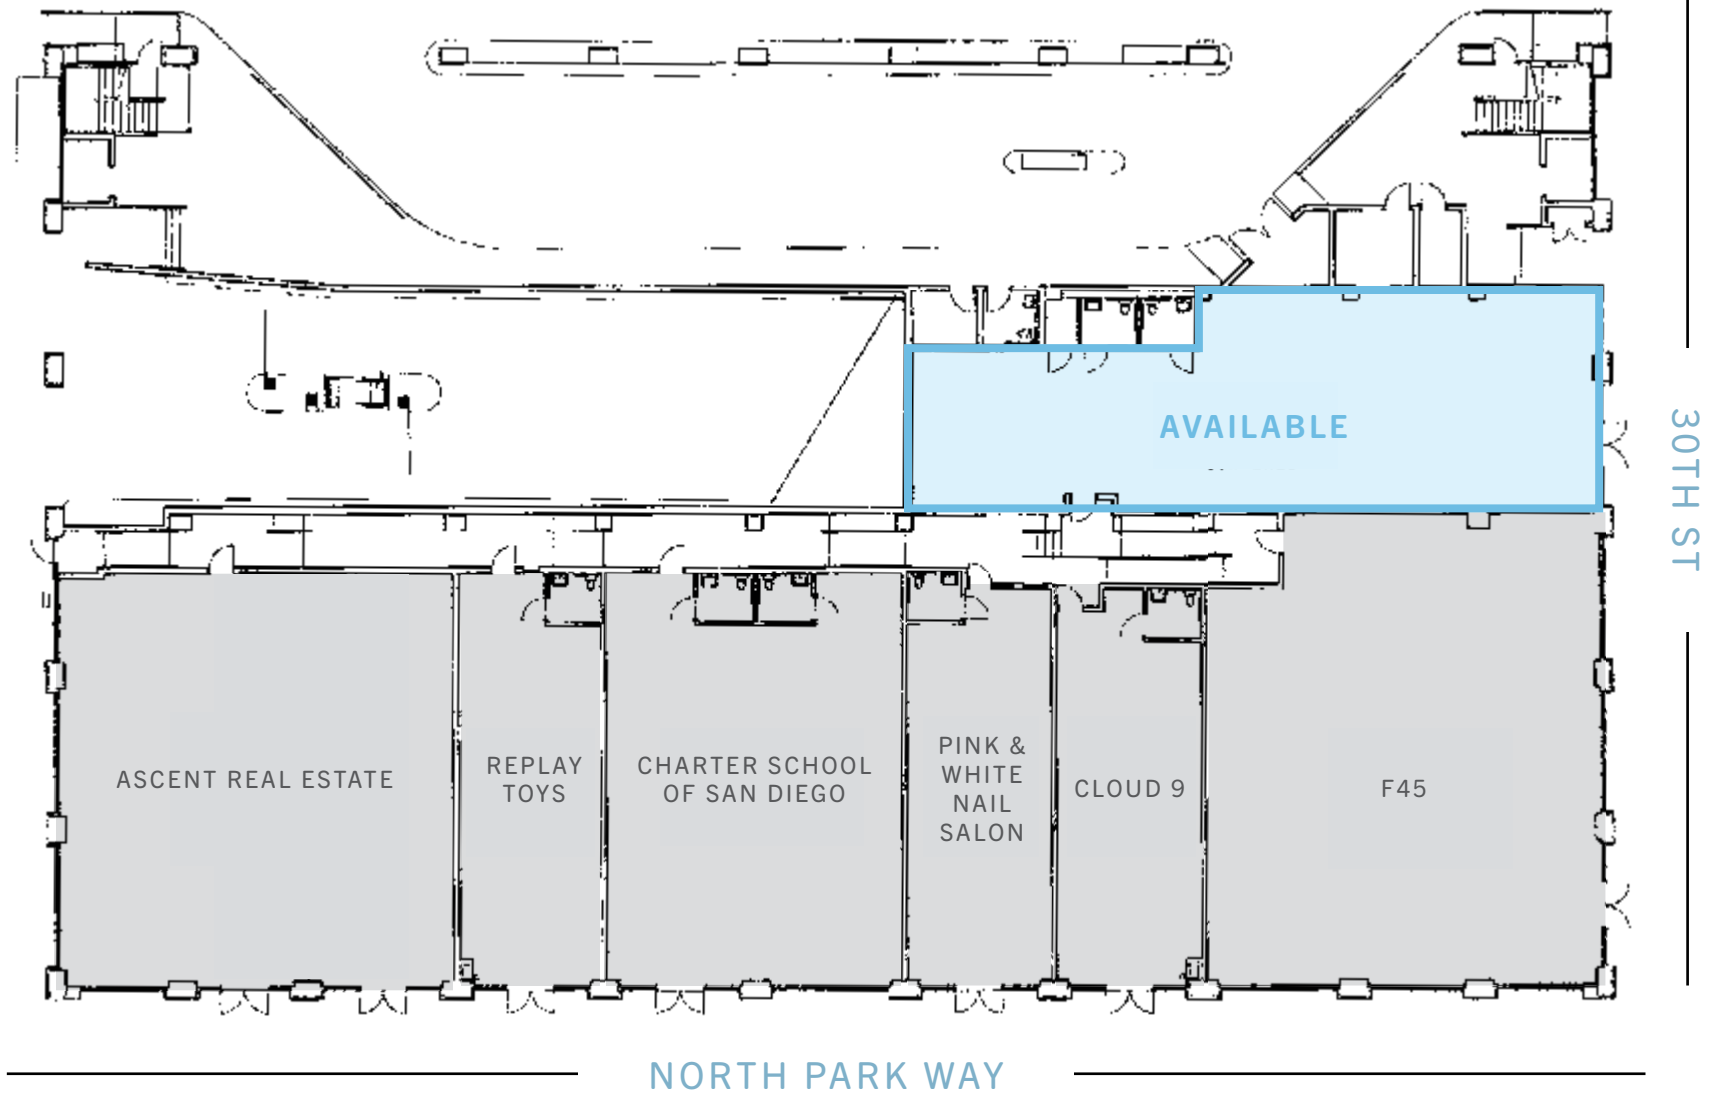 AVAILABLE
30TH ST
ASCENT REAL ESTATE
REPLAY
TOYS
CHARTER SCHOOL
OF SAN DIEGO
PINK &
WHITE
NAIL
SALON
CLOUD 9
F45
NORTH PARK WAY